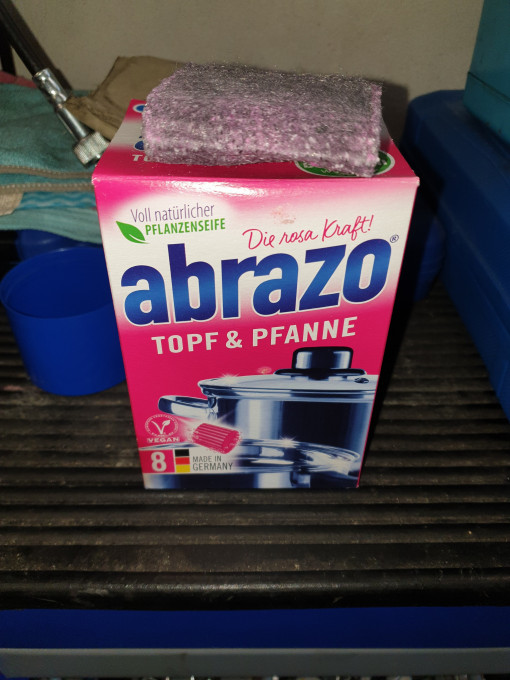 Voll natürlicher
PFLANZENSEIFE
Die rosa Kraft!
abrazo®
TOPF & PFANNE
VEGAN
8
MADE IN
GERMANY